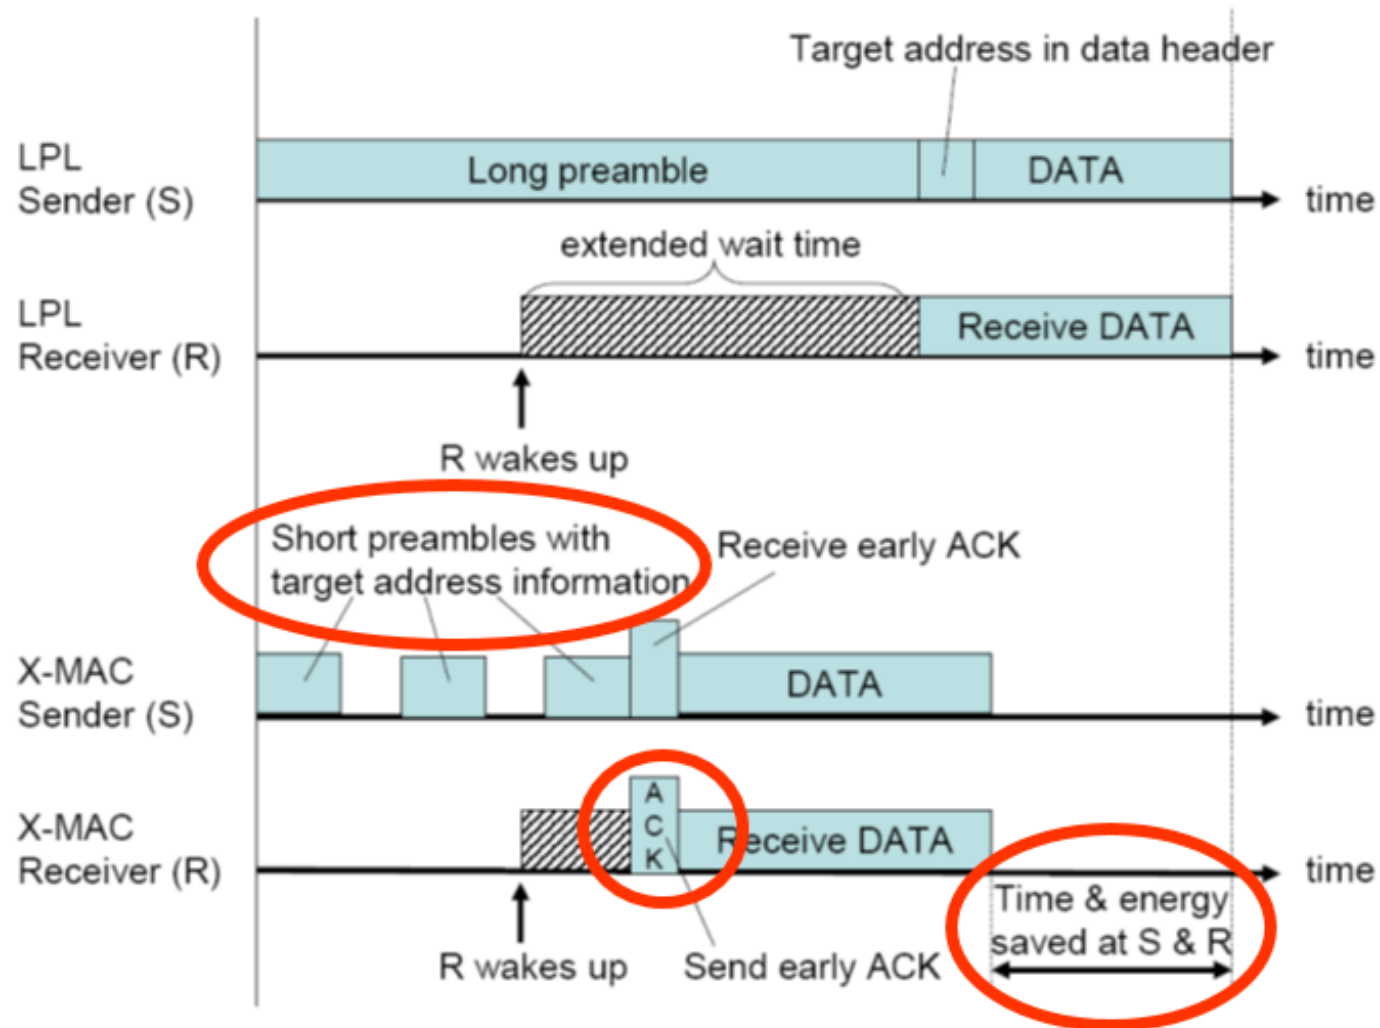 Target address in data header
LPL
Sender (S)
Long preamble
DATA
time
extended wait time
LPL
Receiver (R)
Receive DATA
time
R wakes up
Short preambles with
target address information
Receive early ACK
X-MAC
Sender (S)
DATA
time
X-MAC
Receiver (R)
ACK
Receive DATA
time
Time & energy
saved at S & R
R wakes up
Send early ACK